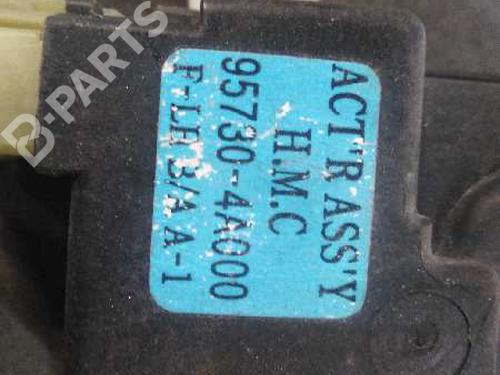 ACT'R ASS'Y
H.M.C
95730-4A000
F-LH B/A A-1
B-PARTS